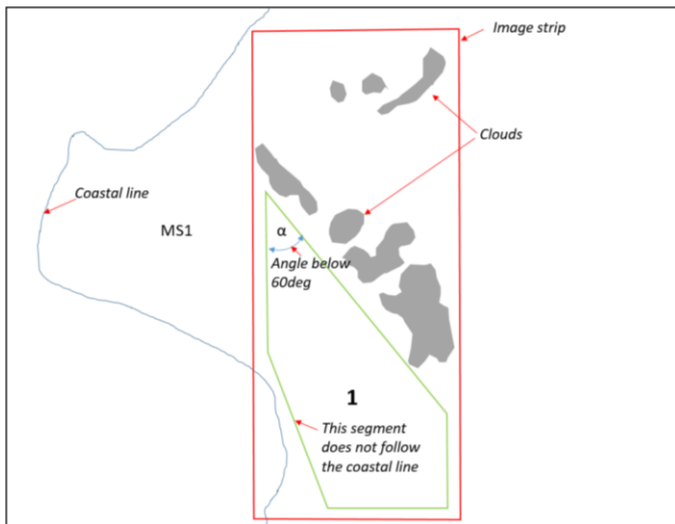 Image strip
Clouds
Coastal line
MS1
α
Angle below
60deg
1
This segment
does not follow
the coastal line